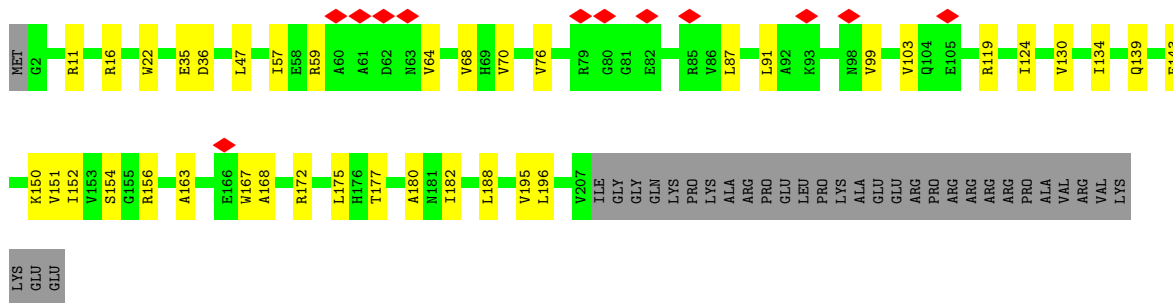 MET G2 R11 R16 W22 E35 D36 L47 I57 E58 R59 A60 A61 D62 N63 V64 V68 H69 V70 V76 R79 G80 G81 E82 R85 V86 L87 L91 A92 K93 N98 V99 V103 Q104 E105 R119 I124 V130 I134 Q139
K150 V151 I152 V153 S154 G155 R156 A163 E166 W167 A168 R172 L175 H176 T177 A180 N181 I182 L188 V195 L196 V207 ILE GLY GLY GLN LYS PRO LYS ALA ARG PRO GLU LEU PRO LYS ALA GLU GLU ARG PRO ARG ARG ARG ARG PRO ALA VAL ARG VAL LYS
LYS GLU GLU